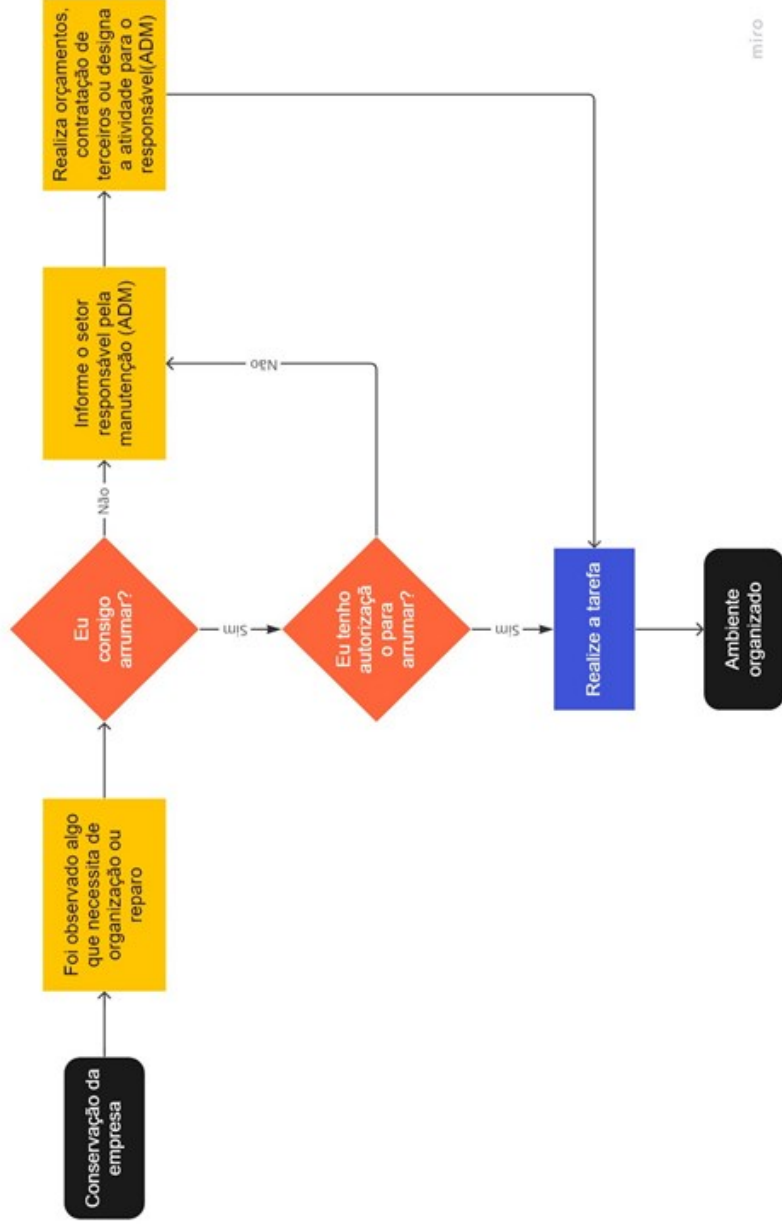 Conservação da
empresa
Foi observado algo
que necessita de
organização ou
reparo
Eu
consigo
arrumar?
Não
Informe o setor
responsável pela
manutenção (ADM)
Realiza orçamentos,
contratação de
terceiros ou designa
a atividade para o
responsável(ADM)
Sim
Eu tenho
autorizaçã
o para
arrumar?
Não
Sim
Realize a tarefa
Ambiente
organizado
miro